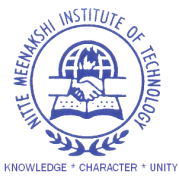 NITTE MEENAKSHI INSTITUTE OF TECHNOLOGY
KNOWLEDGE * CHARACTER * UNITY